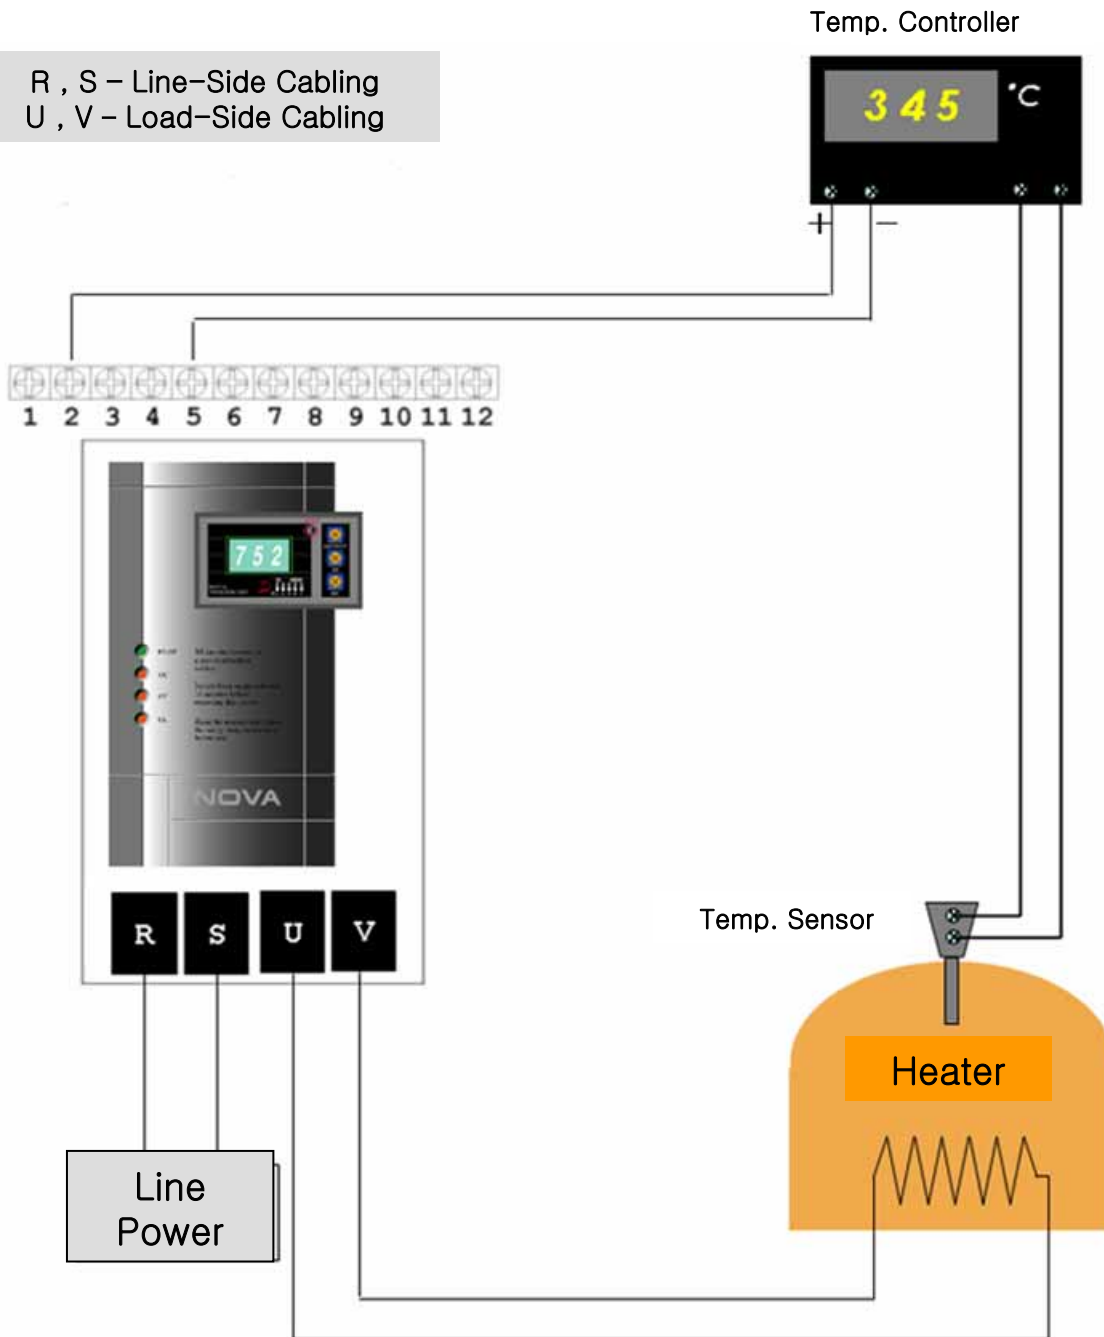 Temp. Controller
R , S – Line-Side Cabling
U , V – Load-Side Cabling
345 °C
+ −
1 2 3 4 5 6 7 8 9 10 11 12
752
NOVA
R S U V
Temp. Sensor
Heater
Line
Power